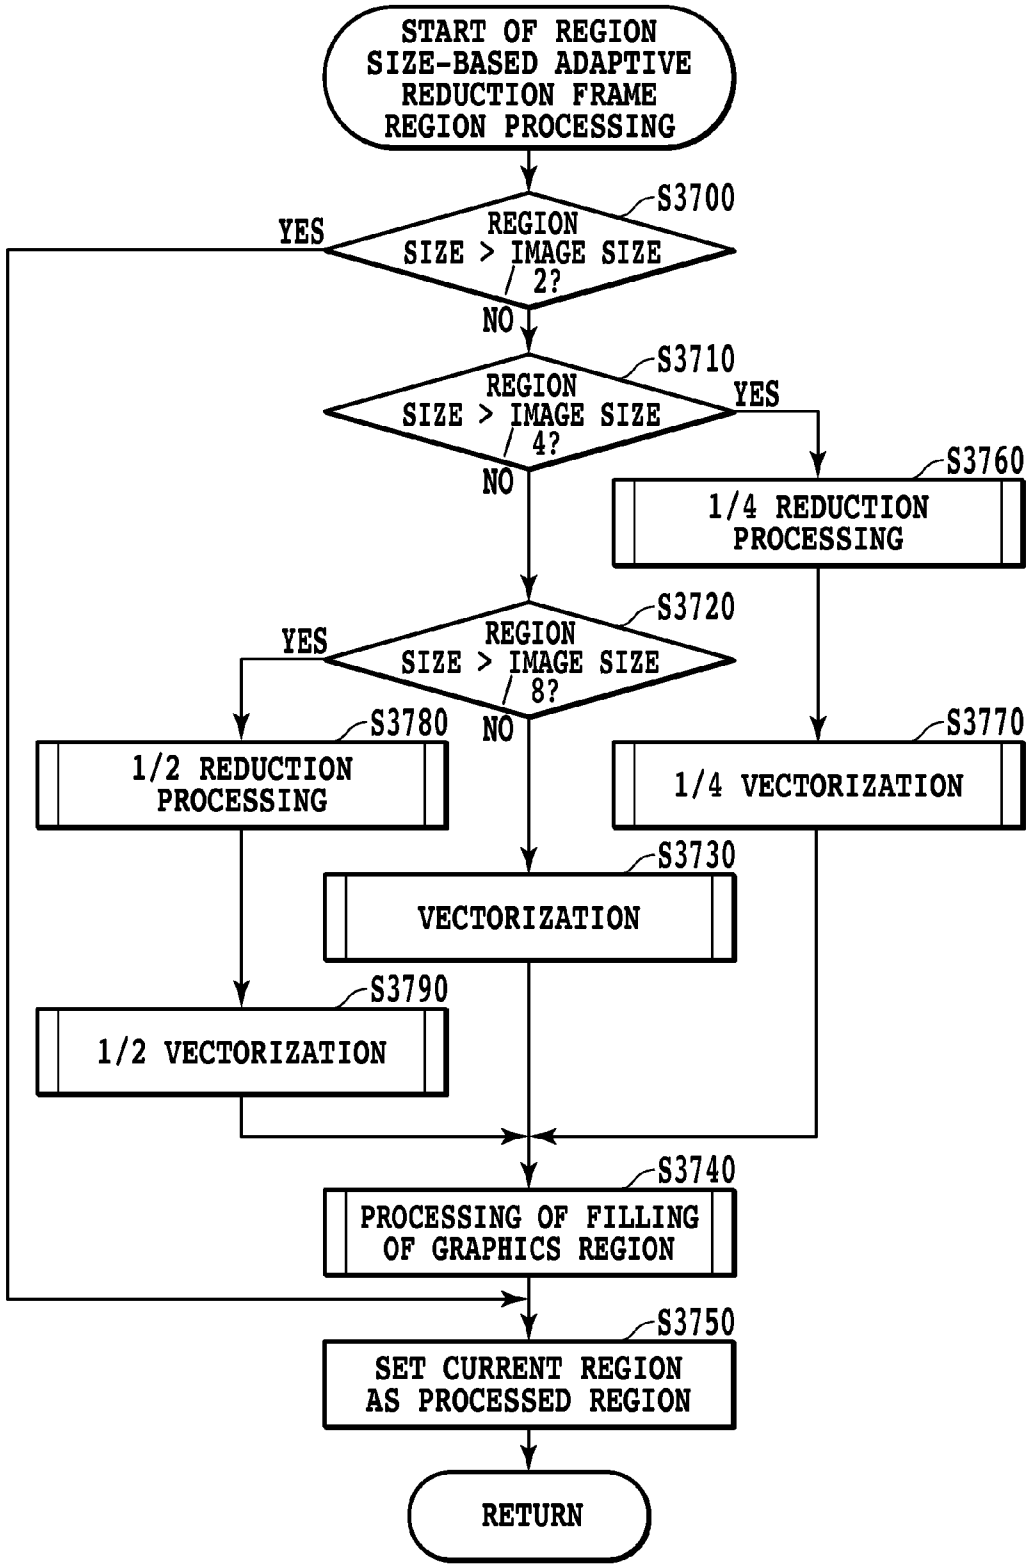 START OF REGION
SIZE-BASED ADAPTIVE
REDUCTION FRAME
REGION PROCESSING
S3700
YES
REGION
SIZE > IMAGE SIZE
/ 2?
NO
S3710
REGION
SIZE > IMAGE SIZE
/ 4?
YES
NO
S3760
1/4 REDUCTION
PROCESSING
S3720
YES
REGION
SIZE > IMAGE SIZE
/ 8?
NO
S3780
1/2 REDUCTION
PROCESSING
S3770
1/4 VECTORIZATION
S3730
VECTORIZATION
S3790
1/2 VECTORIZATION
S3740
PROCESSING OF FILLING
OF GRAPHICS REGION
S3750
SET CURRENT REGION
AS PROCESSED REGION
RETURN